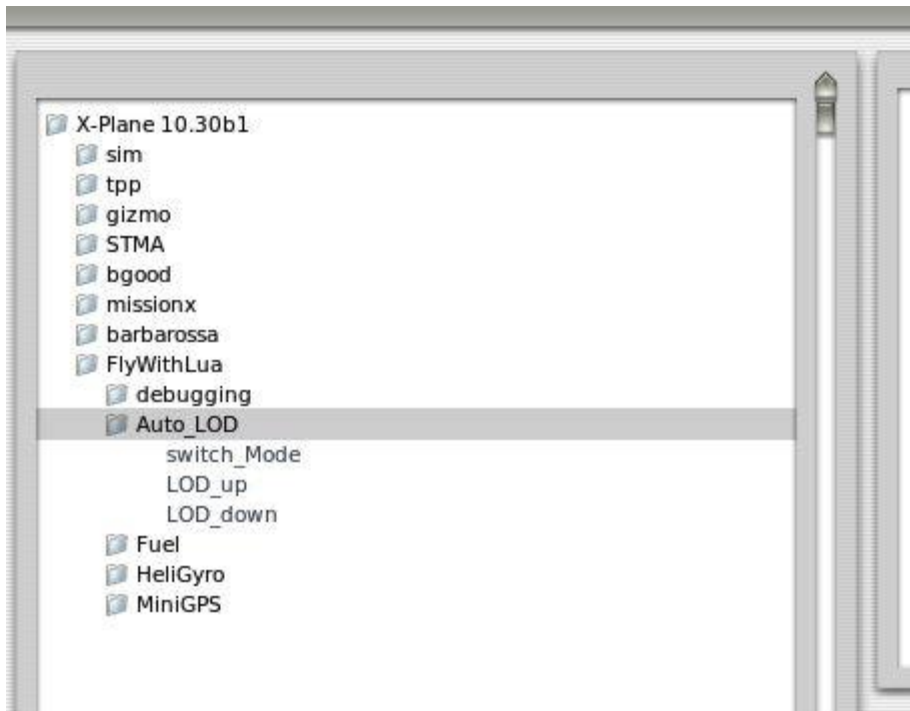 X-Plane 10.30b1
sim
tpp
gizmo
STMA
bgood
missionx
barbarossa
FlyWithLua
debugging
Auto_LOD
switch_Mode
LOD_up
LOD_down
Fuel
HeliGyro
MiniGPS